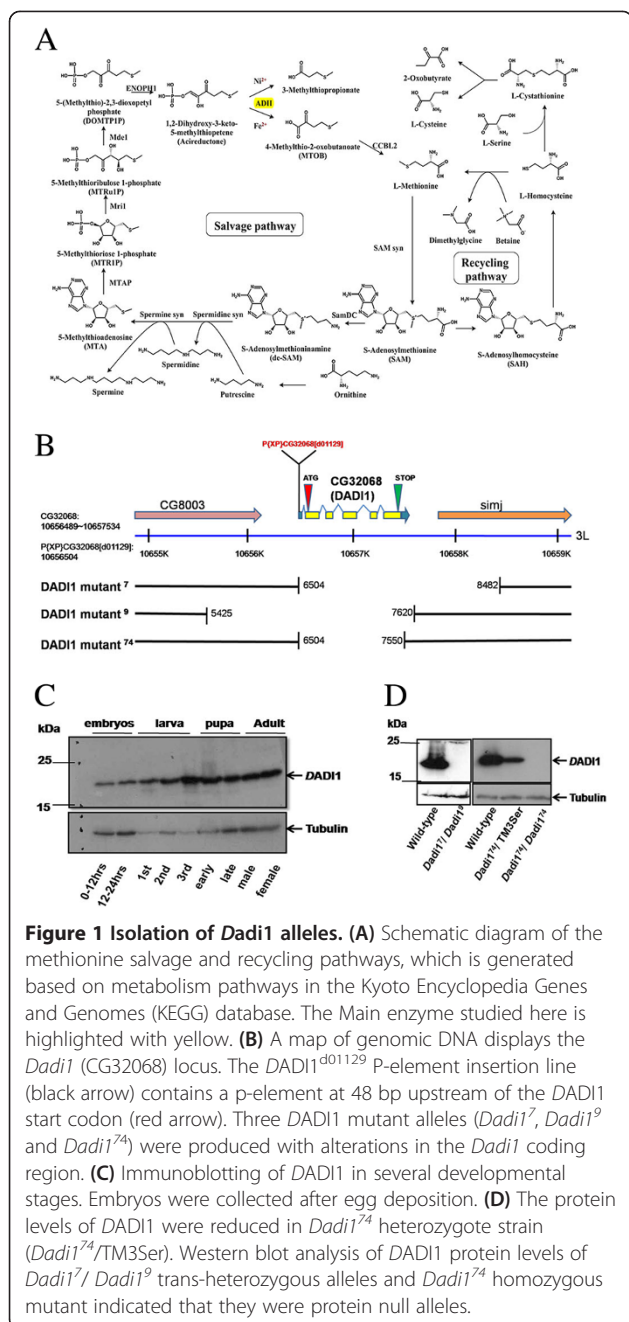 A
5-(Methylthio)-2,3-dioxopetyl
phosphate
(DOMTP1P)
ENOPH1
1,2-Dihydroxy-3-keto-
5-methylthiopetene
(Acireductone)
Ni2+
ADI1
Fe2+
3-Methylthiopropionate
4-Methylthio-2-oxobutanoate
(MTOB)
CCBL2
2-Oxobutyrate
L-Cysteine
L-Cystathionine
L-Serine
L-Methionine
L-Homocysteine
Dimethylglycine
Betaine
Mde1
5-Methylthioribulose 1-phosphate
(MTRu1P)
Mri1
5-Methylthioriose 1-phosphate
(MTR1P)
MTAP
5-Methylthioadenosine
(MTA)
Salvage pathway
Recycling
pathway
SAM syn
Spermine syn
Spermidine syn
SamDC
S-Adenosylmethioninamine
(dc-SAM)
S-Adenosylmethionine
(SAM)
S-Adenosylhomocysteine
(SAH)
Spermine
Spermidine
Putrescine
Ornithine
B
P{XP}CG32068[d01129]
ATG
CG32068
(DADI1)
STOP
CG8003
simj
CG32068:
10656489~10657534
P{XP}CG32068[d01129]:
10656504
10655K
10656K
10657K
10658K
10659K
3L
DADI1 mutant 7
6504
8482
DADI1 mutant 9
5425
7620
DADI1 mutant 74
6504
7550
C
kDa
embryos
larva
pupa
Adult
25
15
DADI1
Tubulin
0-12hrs
12-24hrs
1st
2nd
3rd
early
late
male
female
D
kDa
25
15
DADI1
Tubulin
Wild-type
Dadi17/ Dadi19
Wild-type
Dadi174/ TM3Ser
Dadi174/ Dadi174
Figure 1 Isolation of Dadi1 alleles. (A) Schematic diagram of the
methionine salvage and recycling pathways, which is generated
based on metabolism pathways in the Kyoto Encyclopedia Genes
and Genomes (KEGG) database. The Main enzyme studied here is
highlighted with yellow. (B) A map of genomic DNA displays the
Dadi1 (CG32068) locus. The DADI1d01129 P-element insertion line
(black arrow) contains a p-element at 48 bp upstream of the DADI1
start codon (red arrow). Three DADI1 mutant alleles (Dadi17, Dadi19
and Dadi174) were produced with alterations in the Dadi1 coding
region. (C) Immunoblotting of DADI1 in several developmental
stages. Embryos were collected after egg deposition. (D) The protein
levels of DADI1 were reduced in Dadi174 heterozygote strain
(Dadi174/TM3Ser). Western blot analysis of DADI1 protein levels of
Dadi17/ Dadi19 trans-heterozygous alleles and Dadi174 homozygous
mutant indicated that they were protein null alleles.